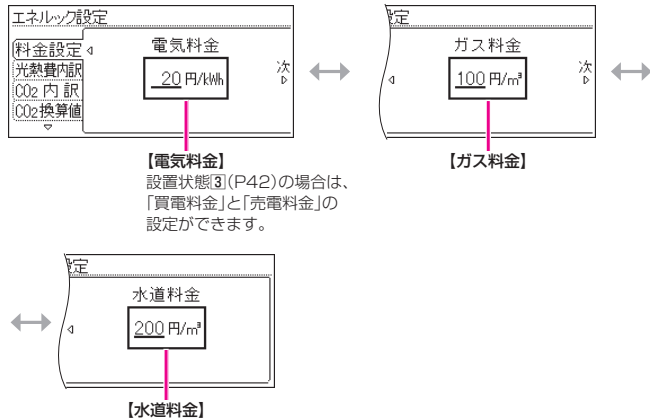 エネルック設定
料金設定
光熱費内訳
CO2 内 訳
CO2換算値
電気料金
20 円/kWh
次
【電気料金】
設置状態3(P42)の場合は、
「買電料金」と「売電料金」の
設定ができます。
定
ガス料金
100 円/m³
次
【ガス料金】
定
水道料金
200 円/m³
【水道料金】